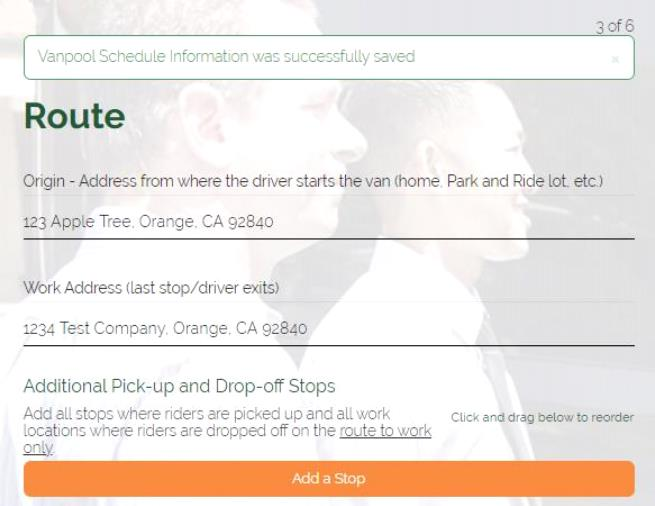 3 of 6
Vanpool Schedule Information was successfully saved ×
Route
Origin - Address from where the driver starts the van (home, Park and Ride lot, etc.)
123 Apple Tree, Orange, CA 92840
Work Address (last stop/driver exits)
1234 Test Company, Orange, CA 92840
Additional Pick-up and Drop-off Stops
Add all stops where riders are picked up and all work
locations where riders are dropped off on the route to work
only.
Click and drag below to reorder
Add a Stop